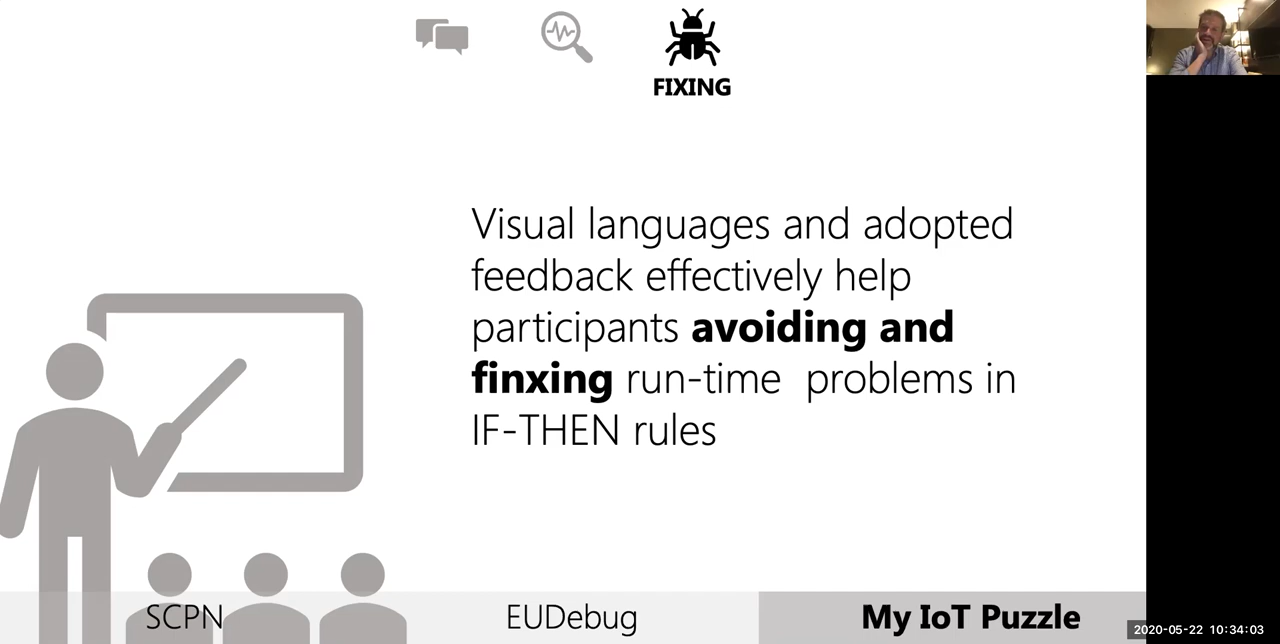 FIXING
Visual languages and adopted
feedback effectively help
participants avoiding and
finxing run-time  problems in
IF-THEN rules
SCPN
EUDebug
My IoT Puzzle
2020-05-22 10:34:03